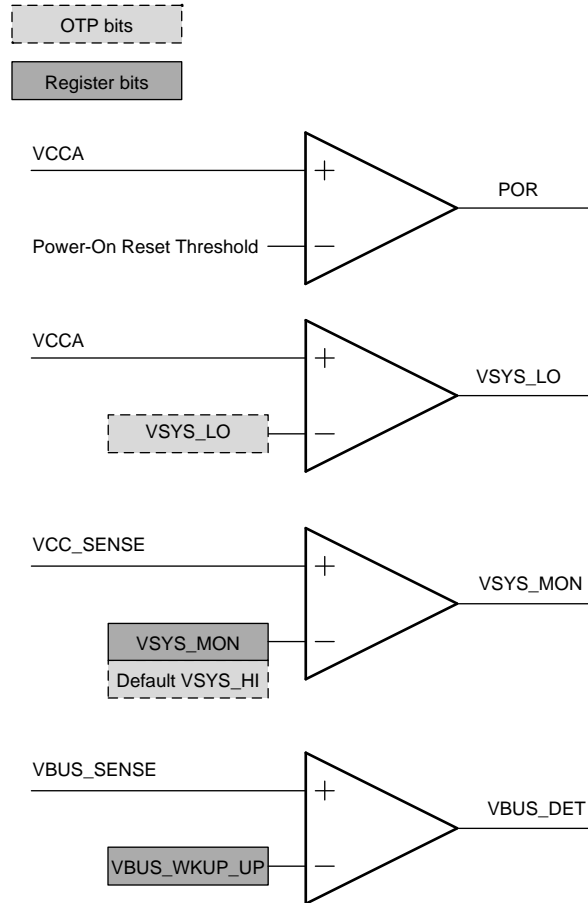 OTP bits
Register bits
VCCA
+
POR
Power-On Reset Threshold
−
VCCA
+
VSYS_LO
VSYS_LO
−
VCC_SENSE
+
VSYS_MON
VSYS_MON
−
Default VSYS_HI
VBUS_SENSE
+
VBUS_DET
VBUS_WKUP_UP
−